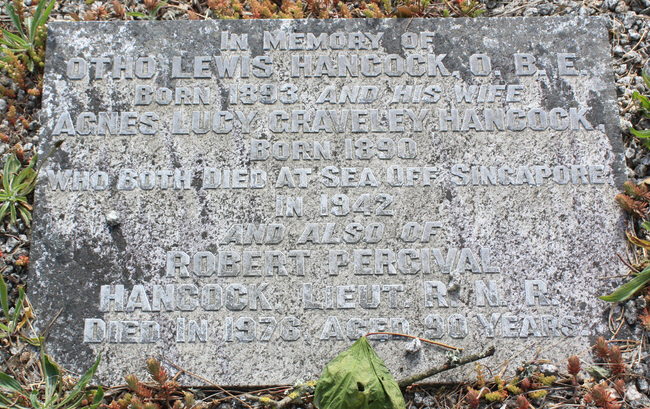 IN MEMORY OF
OTHO LEWIS HANCOCK, O. B. E.
BORN 1893 AND HIS WIFE
AGNES LUCY GRAVELEY HANCOCK,
BORN 1890
WHO BOTH DIED AT SEA OFF SINGAPORE
IN 1942
AND ALSO OF
ROBERT PERCIVAL
HANCOCK, LIEUT. R. N. R.
DIED IN 1976, AGED 90 YEARS.